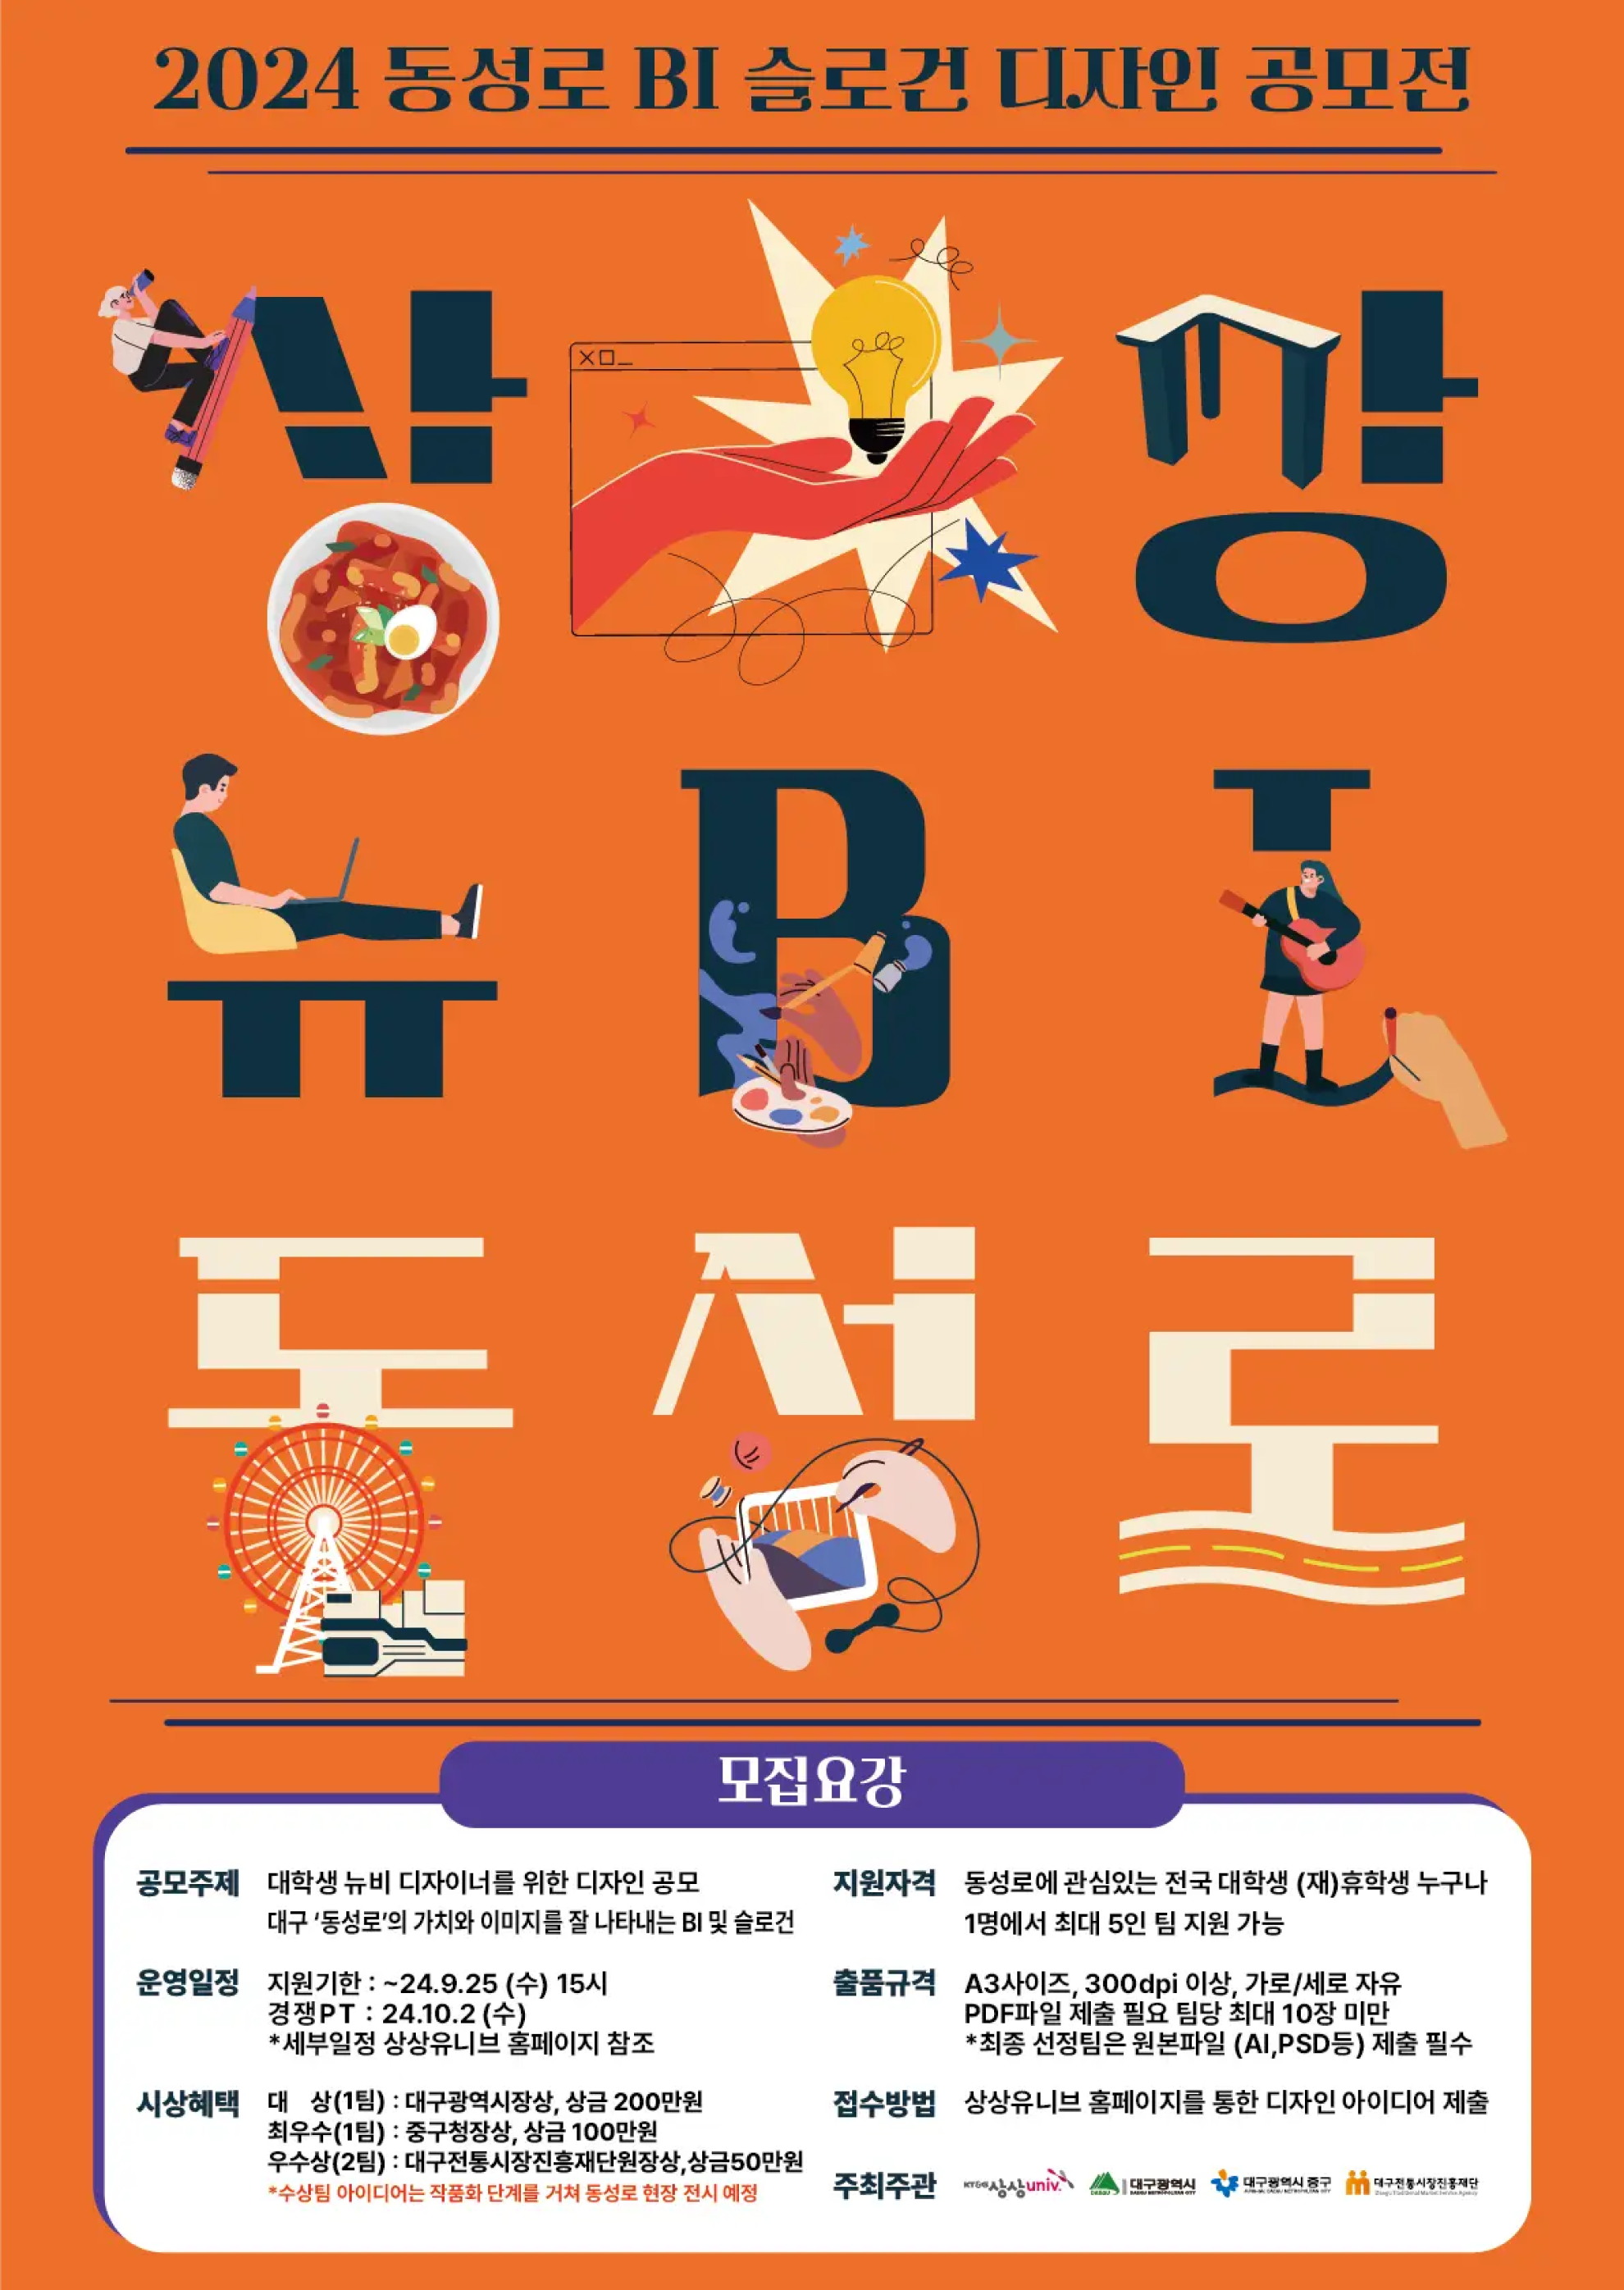 2024 동성로 BI 슬로건 디자인 공모전
상상
뉴BI
동성로
모집요강
공모주제
대학생 뉴비 디자이너를 위한 디자인 공모
대구 ‘동성로’의 가치와 이미지를 잘 나타내는 BI 및 슬로건
운영일정
지원기한 : ~24.9.25 (수) 15시
경쟁PT : 24.10.2 (수)
*세부일정 상상유니브 홈페이지 참조
시상혜택
대 상(1팀) : 대구광역시장상, 상금 200만원
최우수(1팀) : 중구청장상, 상금 100만원
우수상(2팀) : 대구전통시장진흥재단원장상,상금50만원
*수상팀 아이디어는 작품화 단계를 거쳐 동성로 현장 전시 예정
지원자격
동성로에 관심있는 전국 대학생 (재)휴학생 누구나
1명에서 최대 5인 팀 지원 가능
출품규격
A3사이즈, 300dpi 이상, 가로/세로 자유
PDF파일 제출 필요 팀당 최대 10장 미만
*최종 선정팀은 원본파일 (AI,PSD등) 제출 필수
접수방법
상상유니브 홈페이지를 통한 디자인 아이디어 제출
주최주관
KT&G 상상univ.
대구광역시
대구광역시 중구
대구전통시장진흥재단